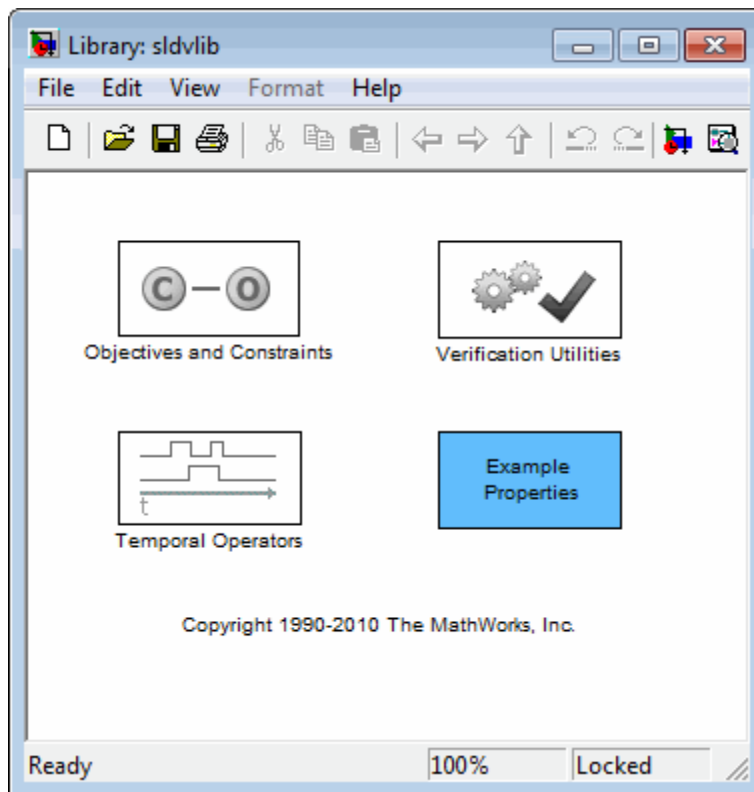 Library: sldvlib
File Edit View Format Help
C O
Objectives and Constraints
Verification Utilities
t
Temporal Operators
Example
Properties
Copyright 1990-2010 The MathWorks, Inc.
Ready 100% Locked